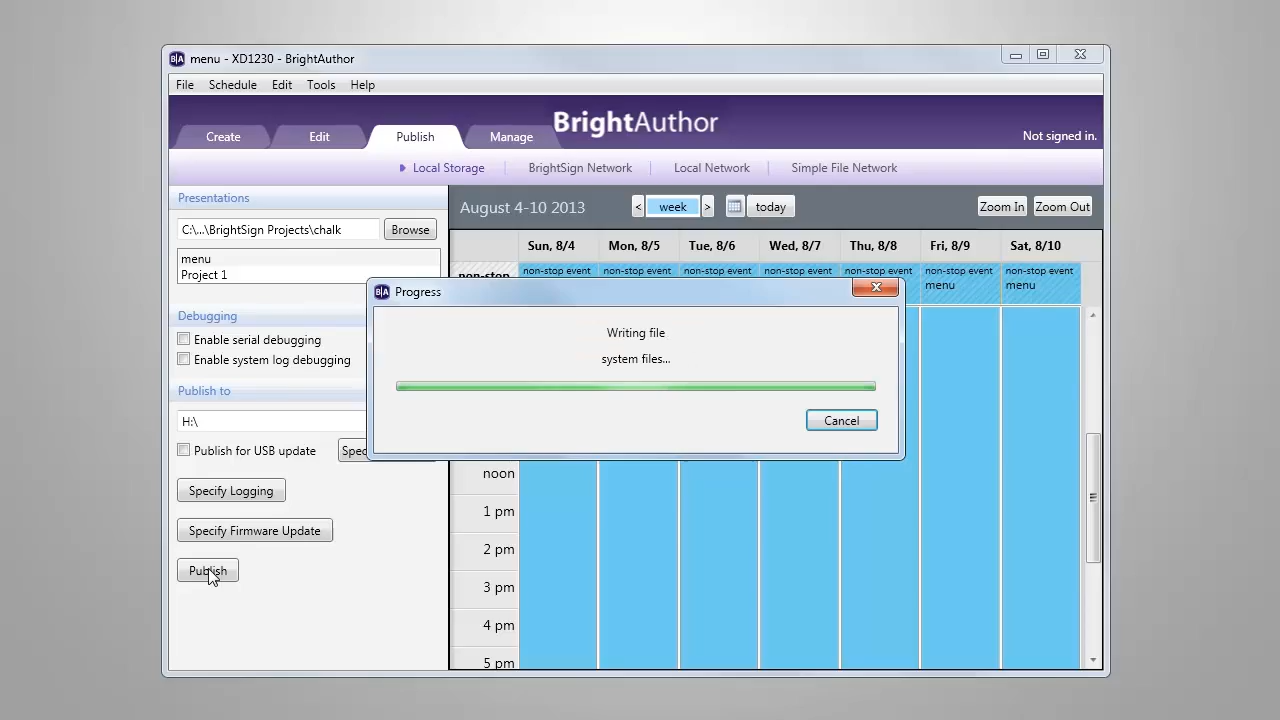 B|A menu - XD1230 - BrightAuthor
File Schedule Edit Tools Help
BrightAuthor
Create Edit Publish Manage
Not signed in.
Local Storage BrightSign Network Local Network Simple File Network
Presentations
C:\...\BrightSign Projects\chalk Browse
menu
Project 1
Debugging
Enable serial debugging
Enable system log debugging
Publish to
H:\
Publish for USB update
Specify Logging
Specify Firmware Update
Publish
August 4-10 2013 < week > today Zoom In Zoom Out
Sun, 8/4 Mon, 8/5 Tue, 8/6 Wed, 8/7 Thu, 8/8 Fri, 8/9 Sat, 8/10
non-stop non-stop event non-stop event non-stop event non-stop event non-stop event non-stop event non-stop event
menu menu
B|A Progress
Writing file
system files...
Cancel
noon
1 pm
2 pm
3 pm
4 pm
5 pm